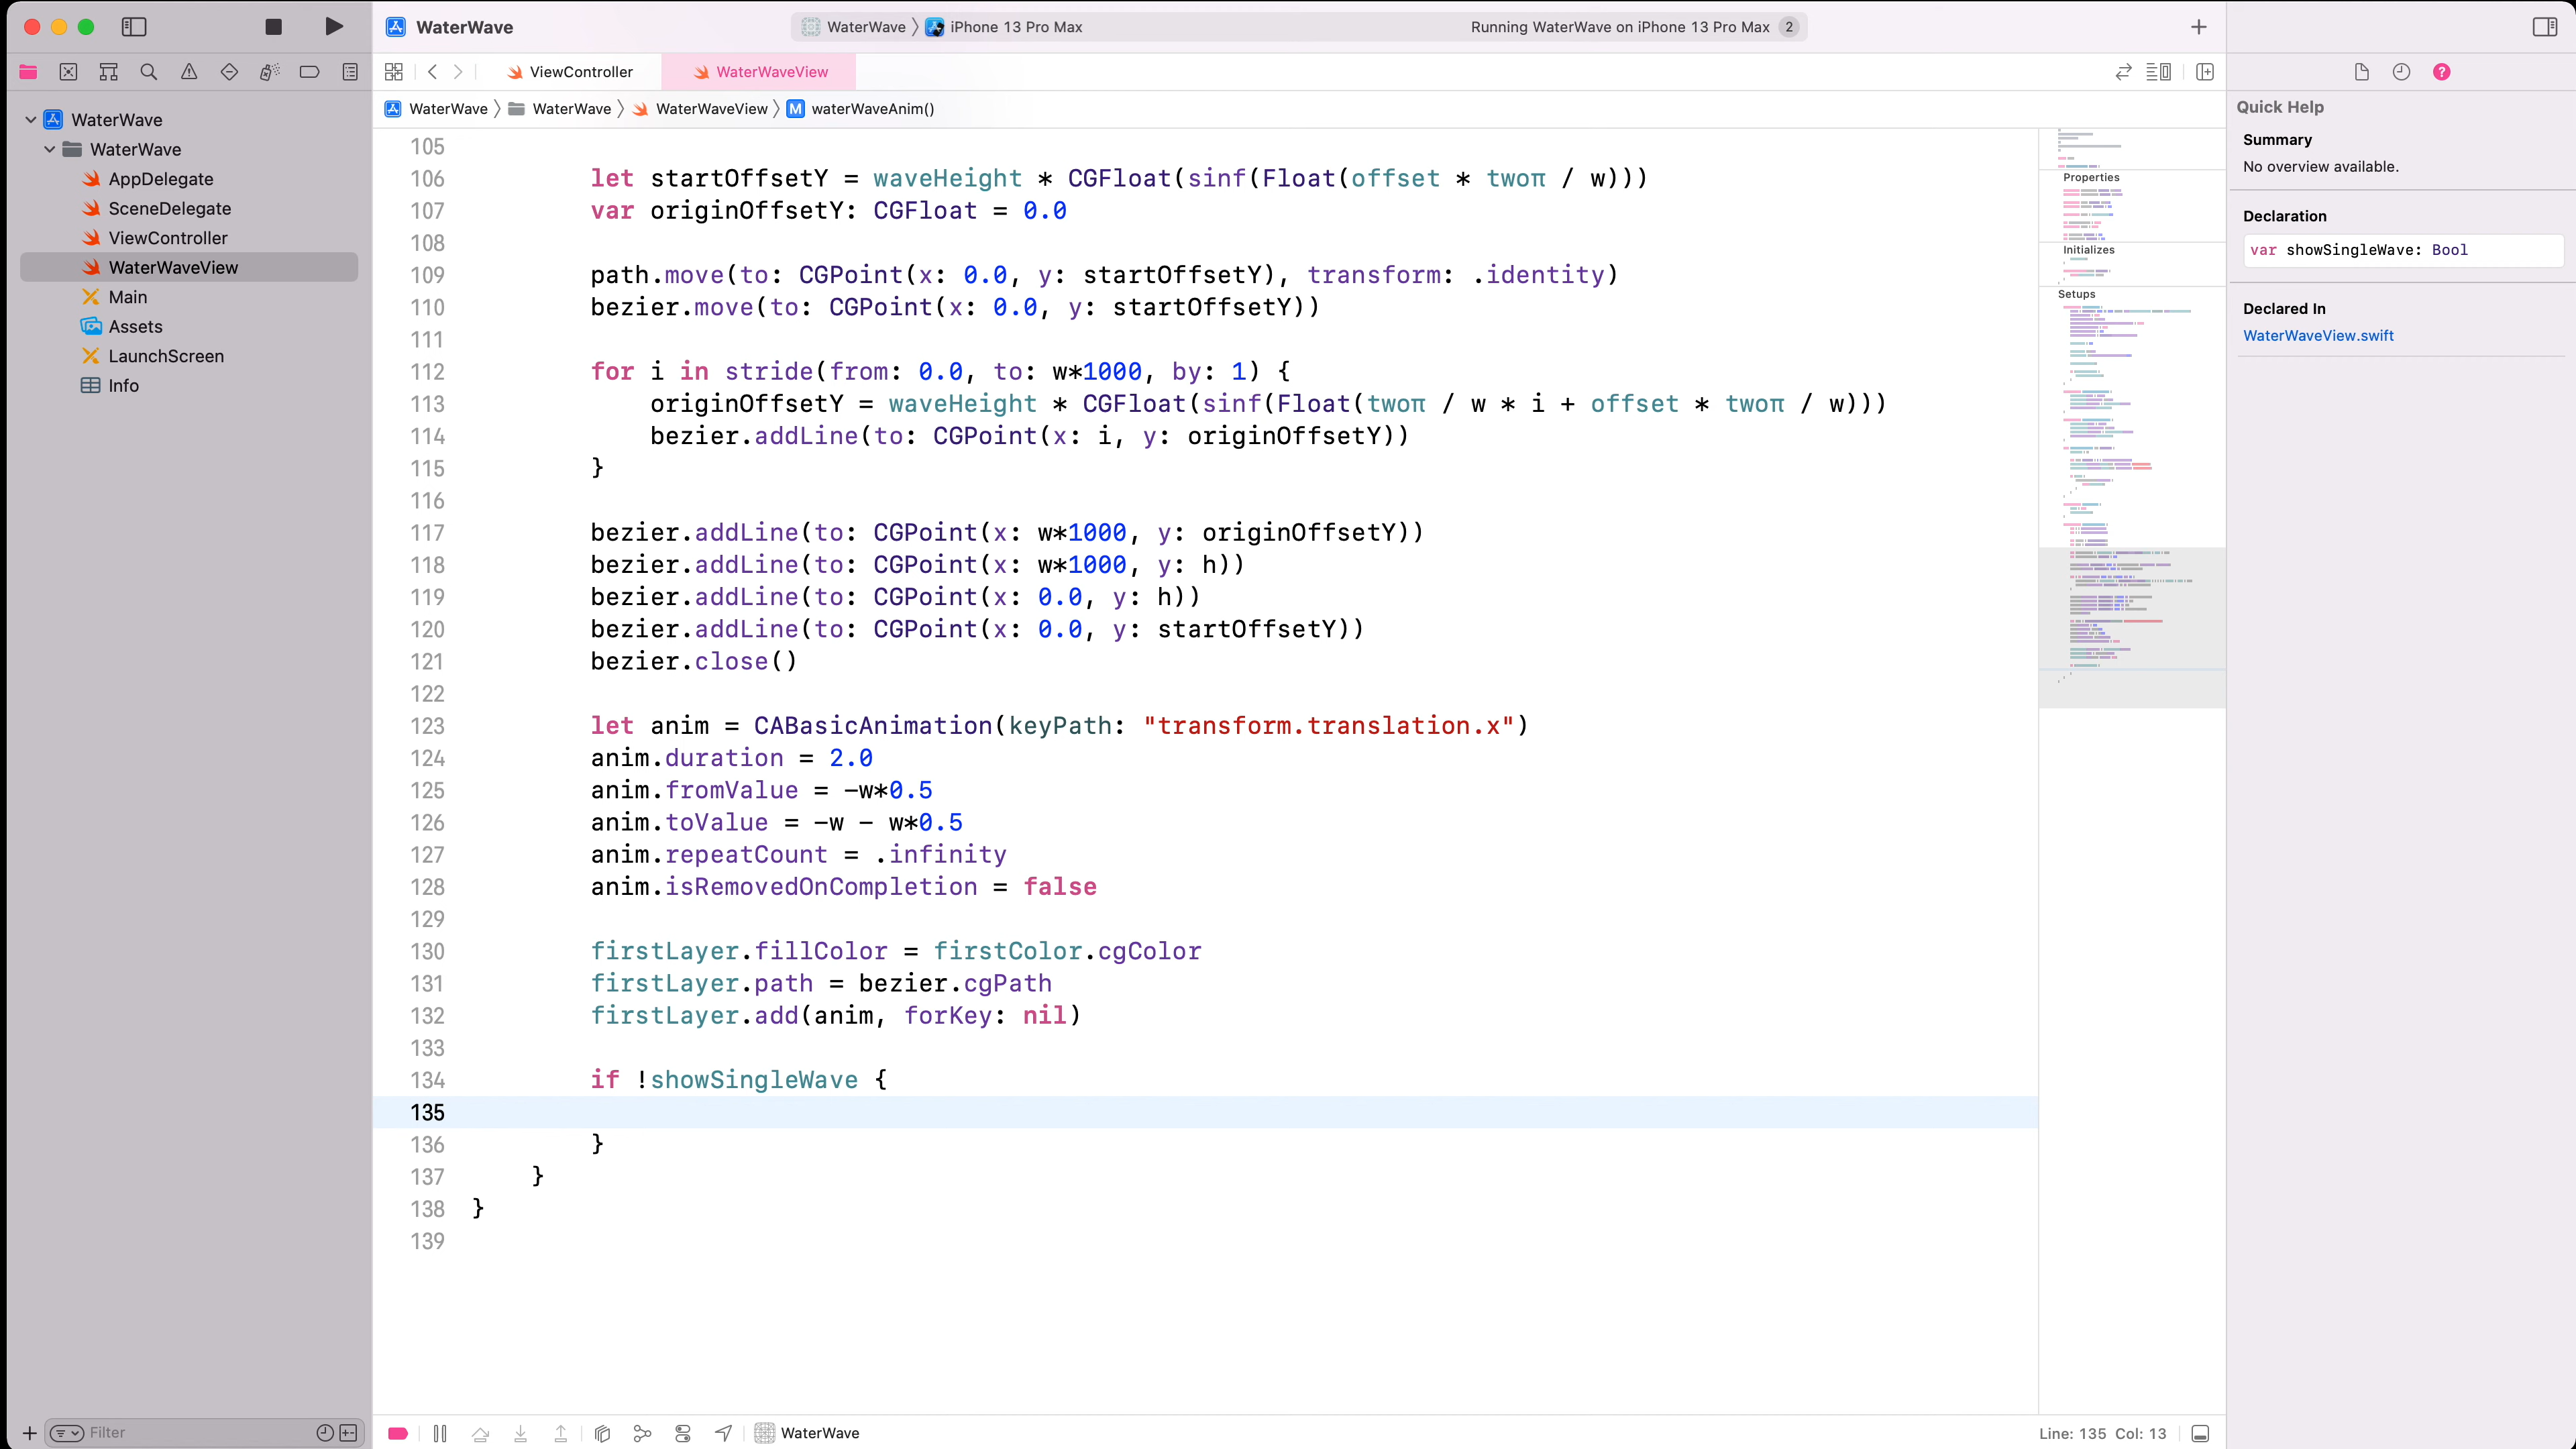 WaterWave
WaterWave
iPhone 13 Pro Max
Running WaterWave on iPhone 13 Pro Max
2
ViewController
WaterWaveView
WaterWave
WaterWave
WaterWaveView
M
waterWaveAnim()
WaterWave
WaterWave
AppDelegate
SceneDelegate
ViewController
WaterWaveView
Main
Assets
LaunchScreen
Info
105
106 let startOffsetY = waveHeight * CGFloat(sinf(Float(offset * twoπ / w)))
107 var originOffsetY: CGFloat = 0.0
108
109 path.move(to: CGPoint(x: 0.0, y: startOffsetY), transform: .identity)
110 bezier.move(to: CGPoint(x: 0.0, y: startOffsetY))
111
112 for i in stride(from: 0.0, to: w*1000, by: 1) {
113 originOffsetY = waveHeight * CGFloat(sinf(Float(twoπ / w * i + offset * twoπ / w)))
114 bezier.addLine(to: CGPoint(x: i, y: originOffsetY))
115 }
116
117 bezier.addLine(to: CGPoint(x: w*1000, y: originOffsetY))
118 bezier.addLine(to: CGPoint(x: w*1000, y: h))
119 bezier.addLine(to: CGPoint(x: 0.0, y: h))
120 bezier.addLine(to: CGPoint(x: 0.0, y: startOffsetY))
121 bezier.close()
122
123 let anim = CABasicAnimation(keyPath: "transform.translation.x")
124 anim.duration = 2.0
125 anim.fromValue = -w*0.5
126 anim.toValue = -w - w*0.5
127 anim.repeatCount = .infinity
128 anim.isRemovedOnCompletion = false
129
130 firstLayer.fillColor = firstColor.cgColor
131 firstLayer.path = bezier.cgPath
132 firstLayer.add(anim, forKey: nil)
133
134 if !showSingleWave {
135
136 }
137 }
138 }
139
Properties
Initializes
Setups
Quick Help
Summary
No overview available.
Declaration
var showSingleWave: Bool
Declared In
WaterWaveView.swift
Filter
WaterWave
Line: 135 Col: 13